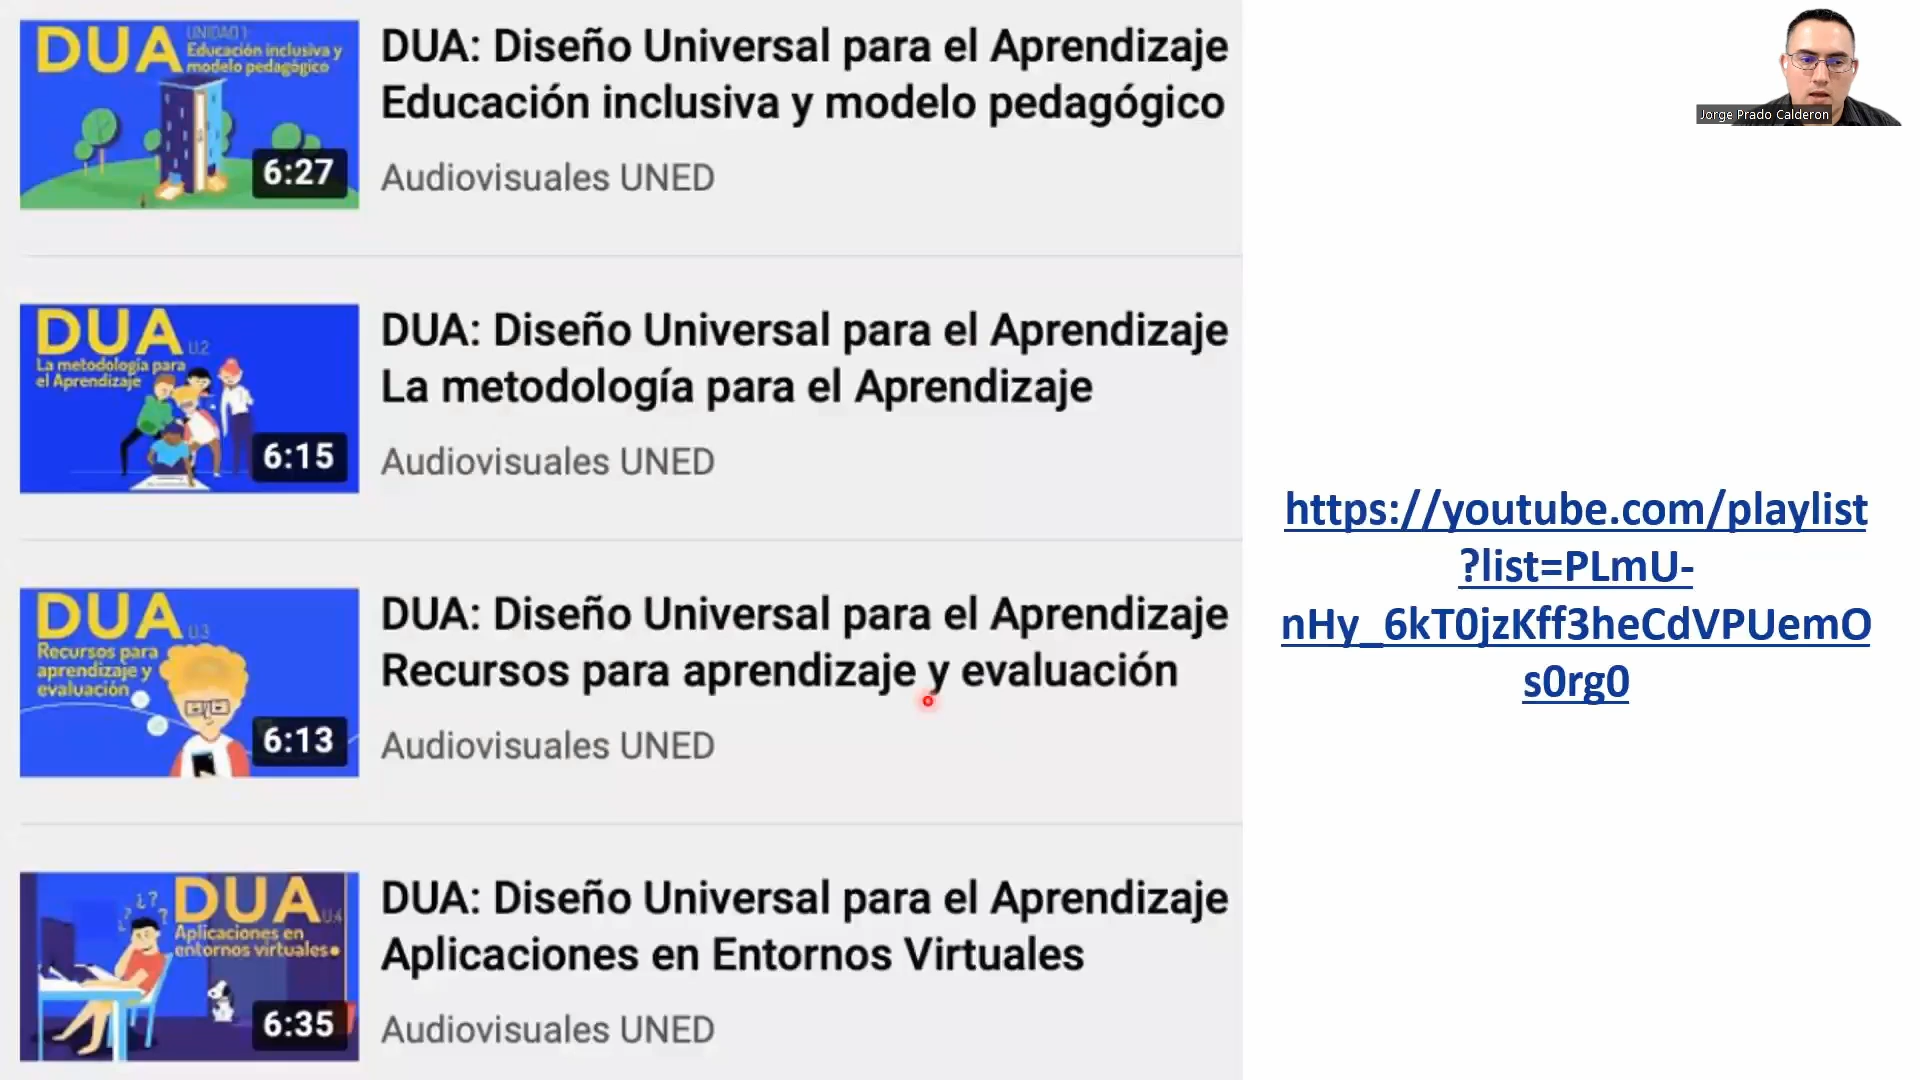 DUA UNIDAD 1
Educación inclusiva y
modelo pedagógico
6:27
DUA: Diseño Universal para el Aprendizaje
Educación inclusiva y modelo pedagógico
Audiovisuales UNED
Jorge Prado Calderon
DUA U.2
La metodología para
el Aprendizaje
6:15
DUA: Diseño Universal para el Aprendizaje
La metodología para el Aprendizaje
Audiovisuales UNED
DUA U.3
Recursos para
aprendizaje y
evaluación
6:13
DUA: Diseño Universal para el Aprendizaje
Recursos para aprendizaje y evaluación
Audiovisuales UNED
¿??
?
DUA U.4
Aplicaciones en
entornos virtuales
6:35
DUA: Diseño Universal para el Aprendizaje
Aplicaciones en Entornos Virtuales
Audiovisuales UNED
https://youtube.com/playlist
?list=PLmU-
nHy_6kT0jzKff3heCdVPUemO
s0rg0